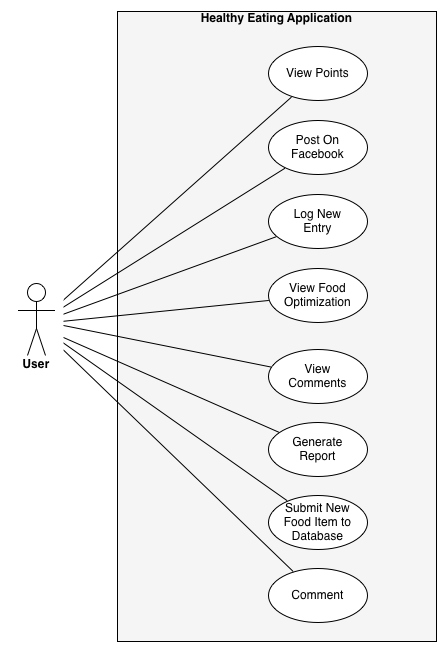 Healthy Eating Application
View Points
Post On
Facebook
Log New
Entry
View Food
Optimization
View
Comments
Generate
Report
Submit New
Food Item to
Database
Comment
User